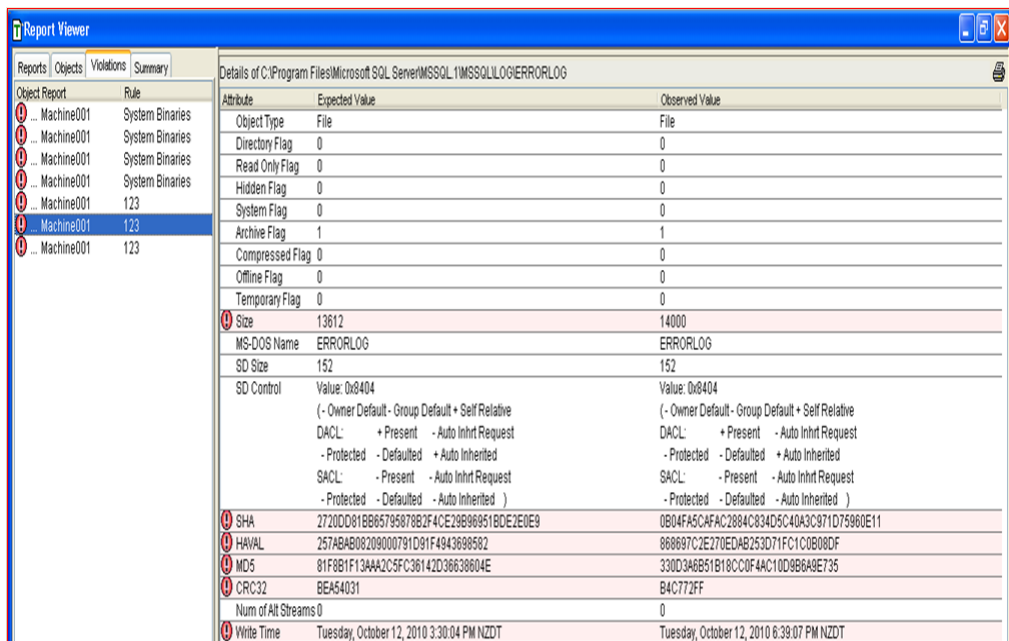 Report Viewer
Reports Objects Violations Summary
Object Report Rule
... Machine001 System Binaries
... Machine001 System Binaries
... Machine001 System Binaries
... Machine001 System Binaries
... Machine001 123
... Machine001 123
... Machine001 123
Details of C:\Program Files\Microsoft SQL Server\MSSQL.1\MSSQL\LOG\ERRORLOG
Attribute Expected Value Observed Value
Object Type File File
Directory Flag 0 0
Read Only Flag 0 0
Hidden Flag 0 0
System Flag 0 0
Archive Flag 1 1
Compressed Flag 0 0
Offline Flag 0 0
Temporary Flag 0 0
Size 13612 14000
MS-DOS Name ERRORLOG ERRORLOG
SD Size 152 152
SD Control Value: 0x8404 Value: 0x8404
( - Owner Default - Group Default + Self Relative ( - Owner Default - Group Default + Self Relative
DACL: + Present - Auto Inhrt Request DACL: + Present - Auto Inhrt Request
- Protected - Defaulted + Auto Inherited - Protected - Defaulted + Auto Inherited
SACL: - Present - Auto Inhrt Request SACL: - Present - Auto Inhrt Request
- Protected - Defaulted - Auto Inherited ) - Protected - Defaulted - Auto Inherited )
SHA 2720DD81BB65795878B2F4CE29B96951BDE2E0E9 0B04FA5CAFAC2884C834D5C40A3C971D75960E11
HAVAL 257ABAB08209000791D91F4943698582 868697C2E270EDAB253D71FC1C0B08DF
MD5 81F8B1F13AAA2C5FC36142D36638604E 330D3A6B51B18CC0F4AC10D9B6A9E735
CRC32 BEA54031 B4C772FF
Num of Alt Streams 0 0
Write Time Tuesday, October 12, 2010 3:30:04 PM NZDT Tuesday, October 12, 2010 6:39:07 PM NZDT